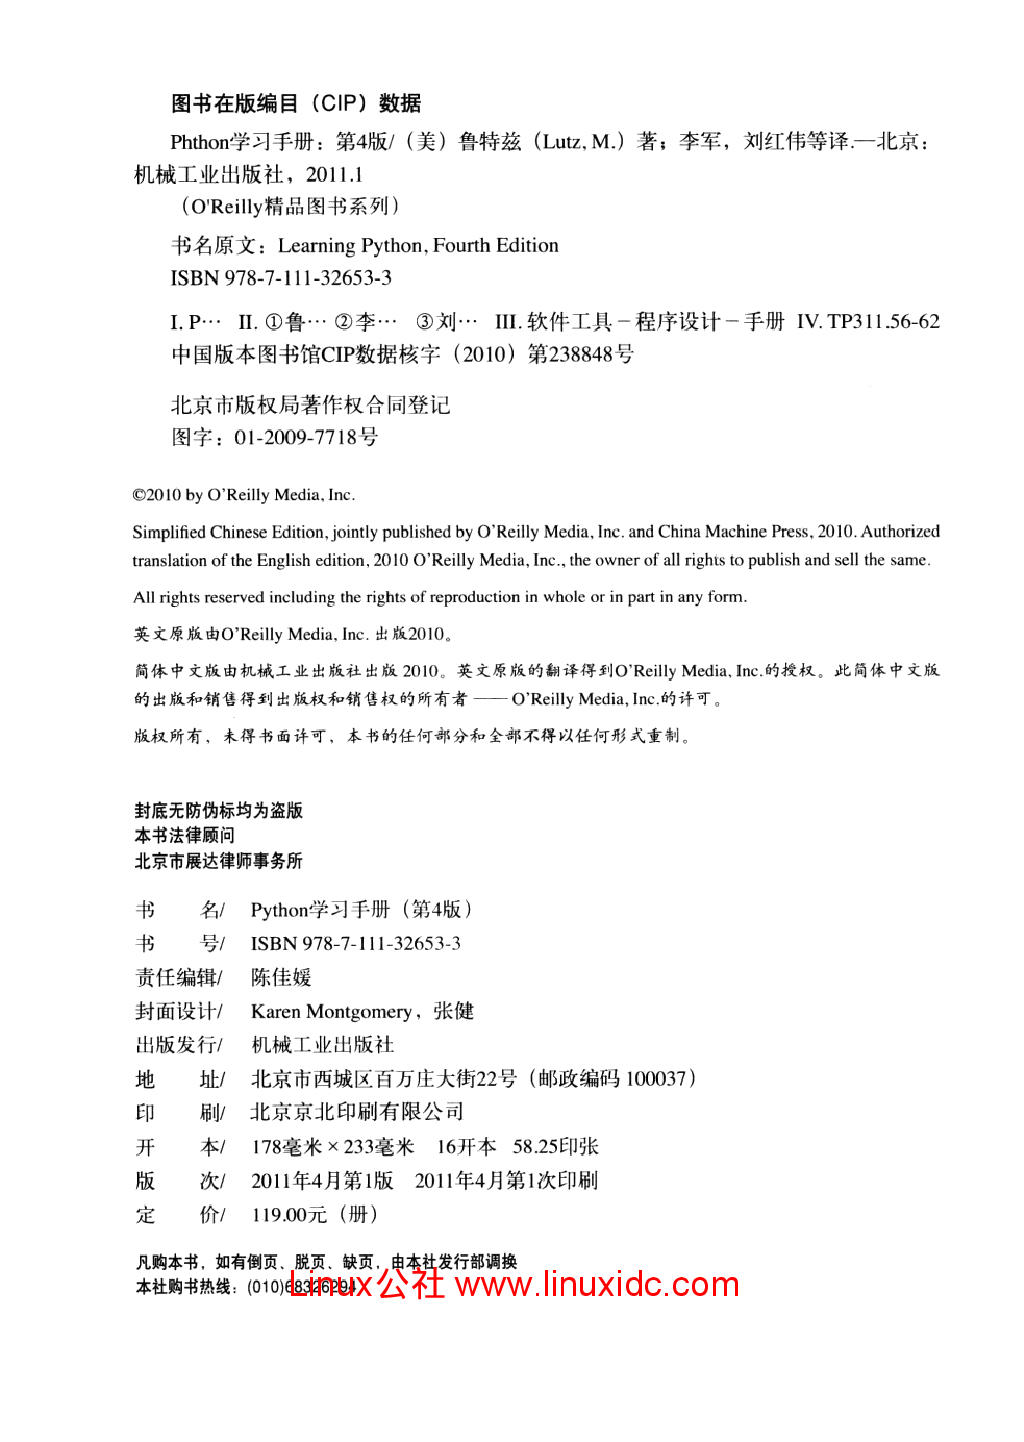 图书在版编目（CIP）数据
Phthon学习手册：第4版/（美）鲁特兹（Lutz, M.）著；李军，刘红伟等译.—北京：
机械工业出版社，2011.1
（O'Reilly精品图书系列）
书名原文：Learning Python, Fourth Edition
ISBN 978-7-111-32653-3
I. P… II. ①鲁… ②李… ③刘… III. 软件工具－程序设计－手册 IV. TP311.56-62
中国版本图书馆CIP数据核字（2010）第238848号
北京市版权局著作权合同登记
图字：01-2009-7718号
©2010 by O'Reilly Media, Inc.
Simplified Chinese Edition, jointly published by O'Reilly Media, Inc. and China Machine Press, 2010. Authorized
translation of the English edition, 2010 O'Reilly Media, Inc., the owner of all rights to publish and sell the same.
All rights reserved including the rights of reproduction in whole or in part in any form.
英文原版由O'Reilly Media, Inc. 出版2010。
简体中文版由机械工业出版社出版 2010。英文原版的翻译得到O'Reilly Media, Inc.的授权。此简体中文版
的出版和销售得到出版权和销售权的所有者 —— O'Reilly Media, Inc.的许可。
版权所有，未得书面许可，本书的任何部分和全部不得以任何形式重制。
封底无防伪标均为盗版
本书法律顾问
北京市展达律师事务所
书 名/ Python学习手册（第4版）
书 号/ ISBN 978-7-111-32653-3
责任编辑/ 陈佳媛
封面设计/ Karen Montgomery，张健
出版发行/ 机械工业出版社
地 址/ 北京市西城区百万庄大街22号（邮政编码 100037）
印 刷/ 北京京北印刷有限公司
开 本/ 178毫米×233毫米 16开本 58.25印张
版 次/ 2011年4月第1版 2011年4月第1次印刷
定 价/ 119.00元（册）
凡购本书，如有倒页、脱页、缺页，由本社发行部调换
本社购书热线：(010)68326294
Linux公社 www.linuxidc.com